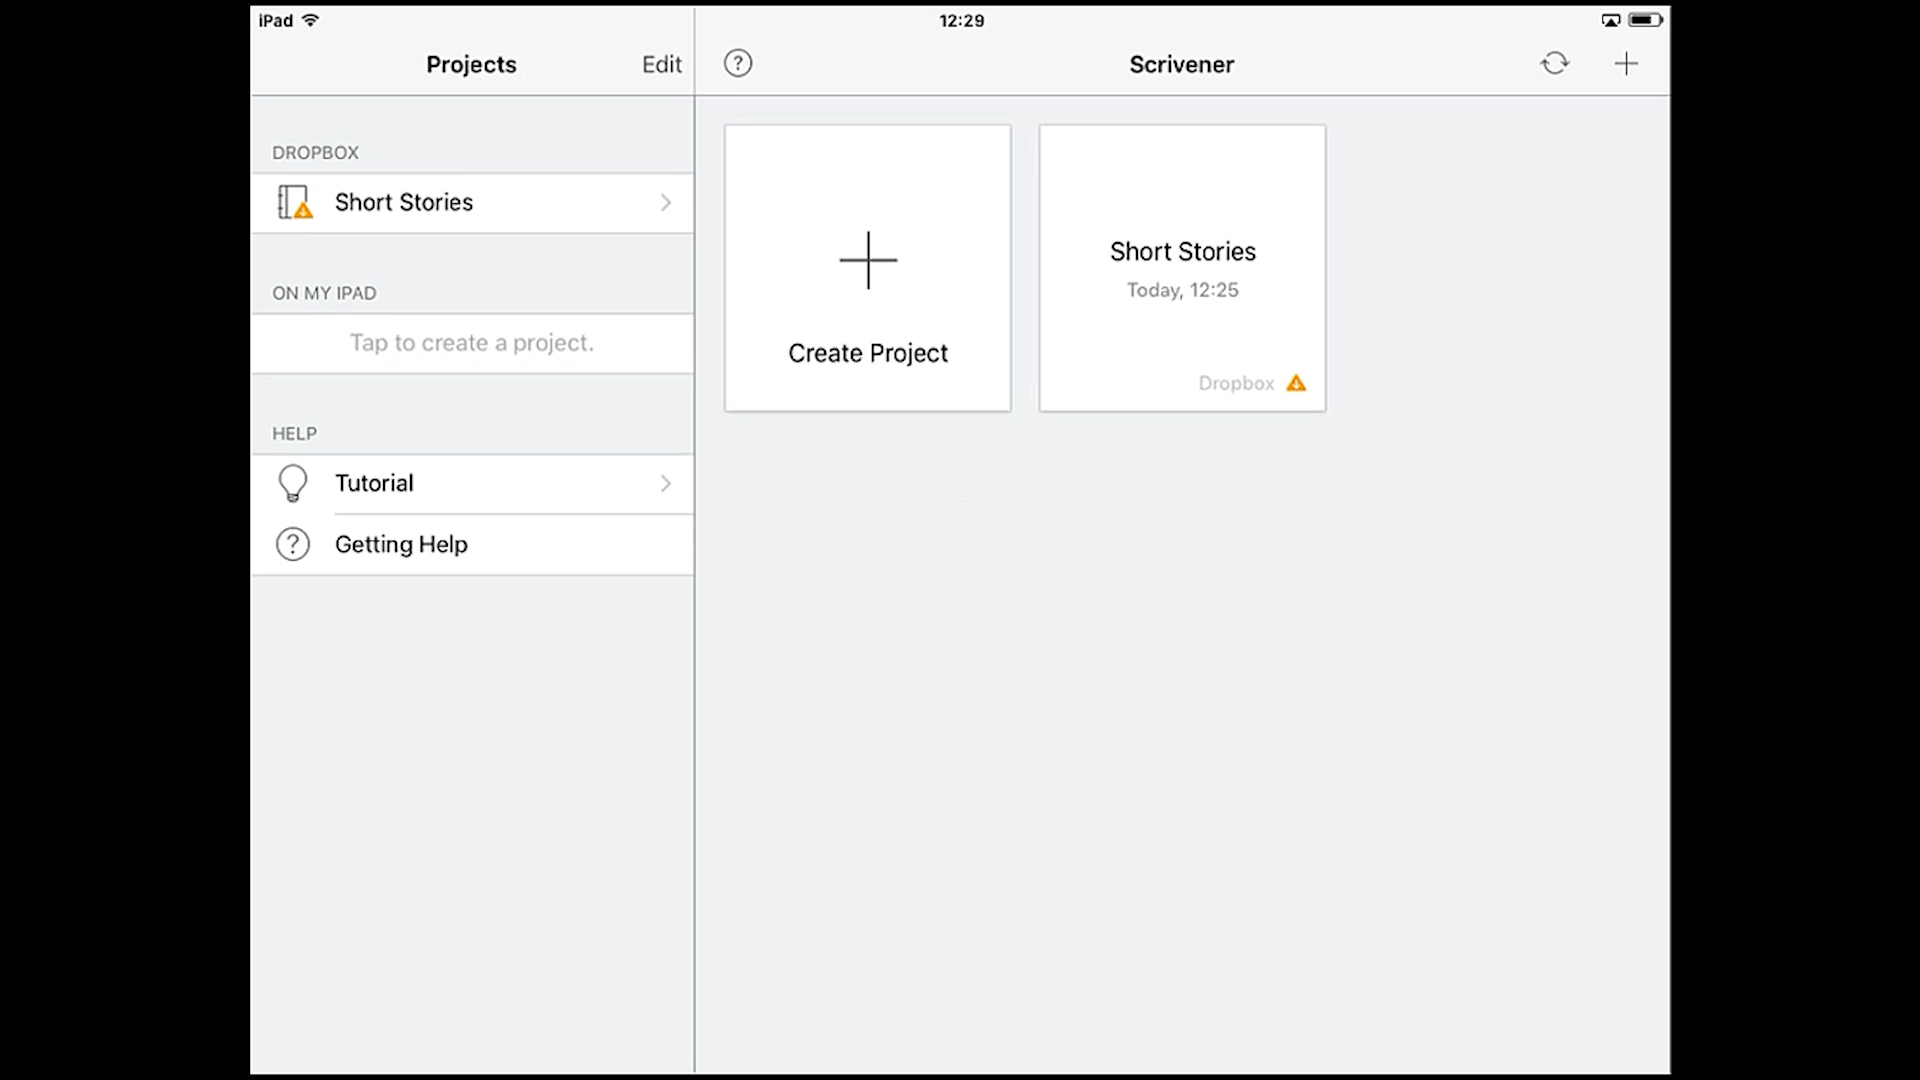 iPad
12:29
Projects
Edit
?
Scrivener
DROPBOX
Short Stories
ON MY IPAD
Tap to create a project.
HELP
Tutorial
?
Getting Help
Create Project
Short Stories
Today, 12:25
Dropbox